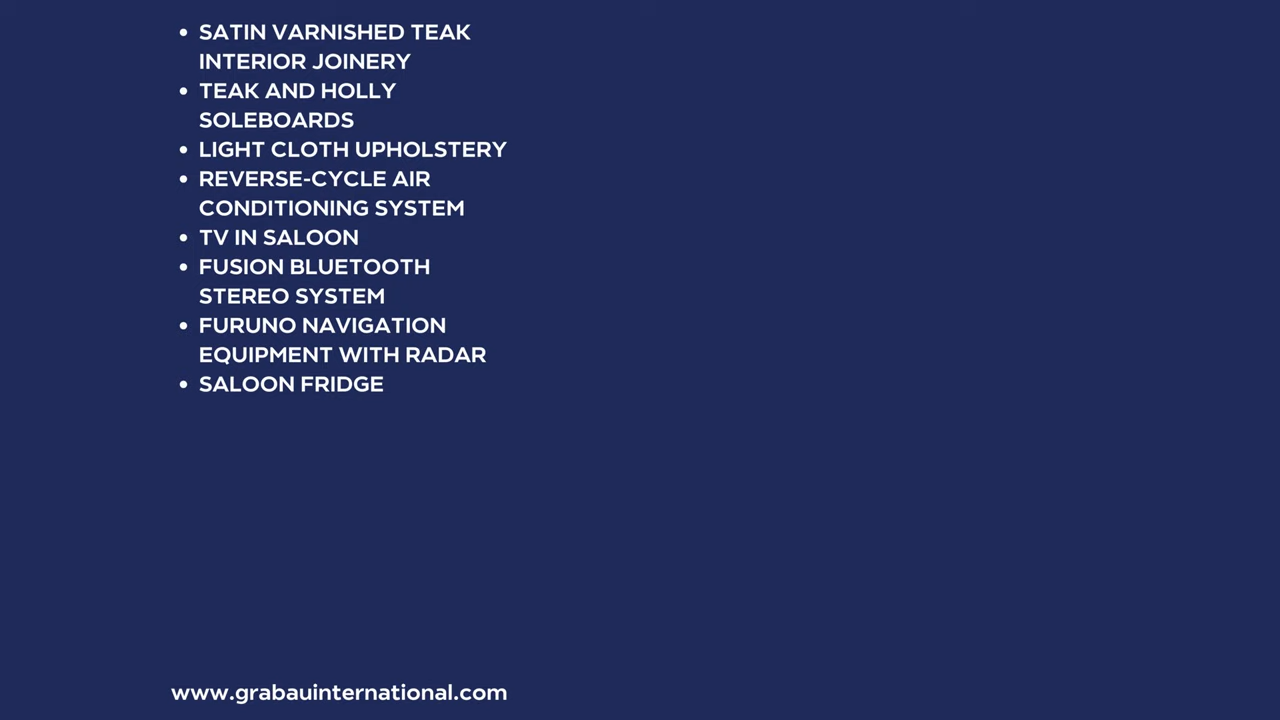 • SATIN VARNISHED TEAK
INTERIOR JOINERY
• TEAK AND HOLLY
SOLEBOARDS
• LIGHT CLOTH UPHOLSTERY
• REVERSE-CYCLE AIR
CONDITIONING SYSTEM
• TV IN SALOON
• FUSION BLUETOOTH
STEREO SYSTEM
• FURUNO NAVIGATION
EQUIPMENT WITH RADAR
• SALOON FRIDGE
www.grabauinternational.com